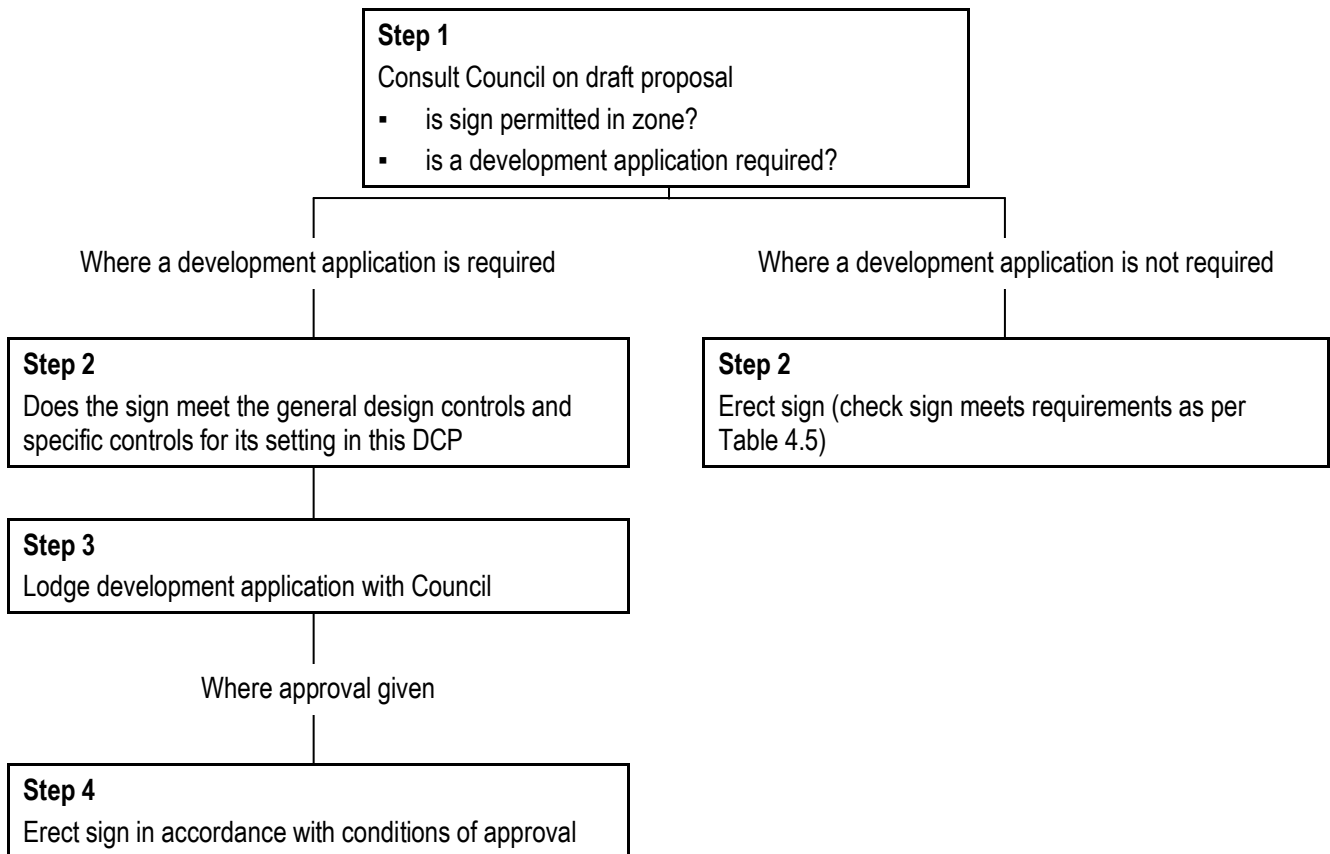 Step 1
Consult Council on draft proposal
▪ is sign permitted in zone?
▪ is a development application required?
Where a development application is required
Where a development application is not required
Step 2
Does the sign meet the general design controls and
specific controls for its setting in this DCP
Step 2
Erect sign (check sign meets requirements as per
Table 4.5)
Step 3
Lodge development application with Council
Where approval given
Step 4
Erect sign in accordance with conditions of approval